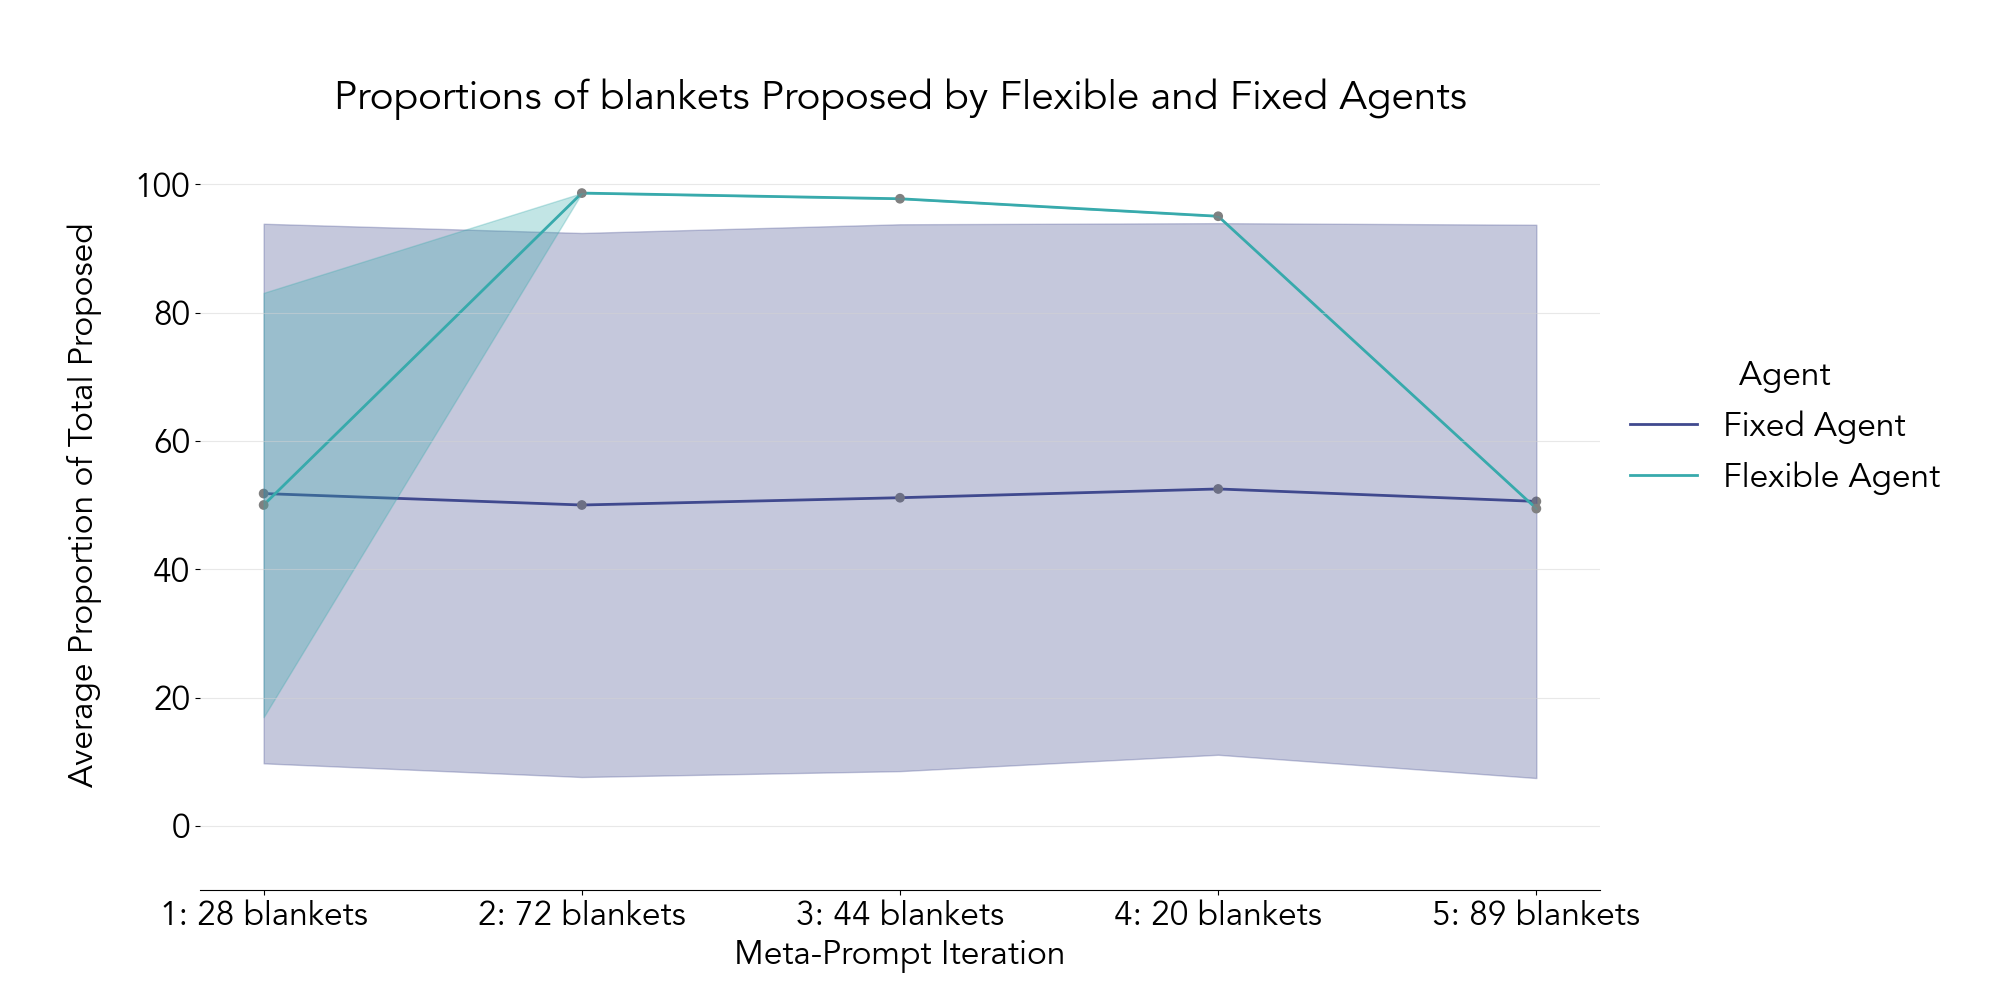 Proportions of blankets Proposed by Flexible and Fixed Agents
Average Proportion of Total Proposed
100
80
60
40
20
0
1: 28 blankets
2: 72 blankets
3: 44 blankets
4: 20 blankets
5: 89 blankets
Meta-Prompt Iteration
Agent
Fixed Agent
Flexible Agent